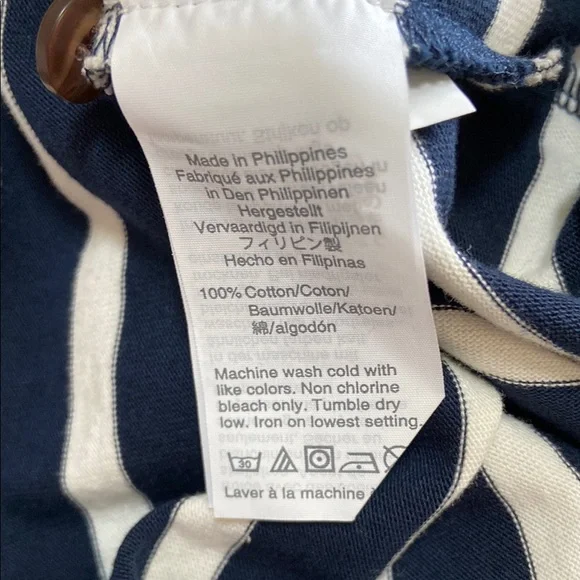 Made in Philippines
Fabriqué aux Philippines
in Den Philippinen
Hergestellt
Vervaardigd in Filipijnen
フィリピン製
Hecho en Filipinas
100% Cotton/Coton/
Baumwolle/Katoen/
綿/algodón
Machine wash cold with
like colors. Non chlorine
bleach only. Tumble dry
low. Iron on lowest setting.
30
Laver à la machine